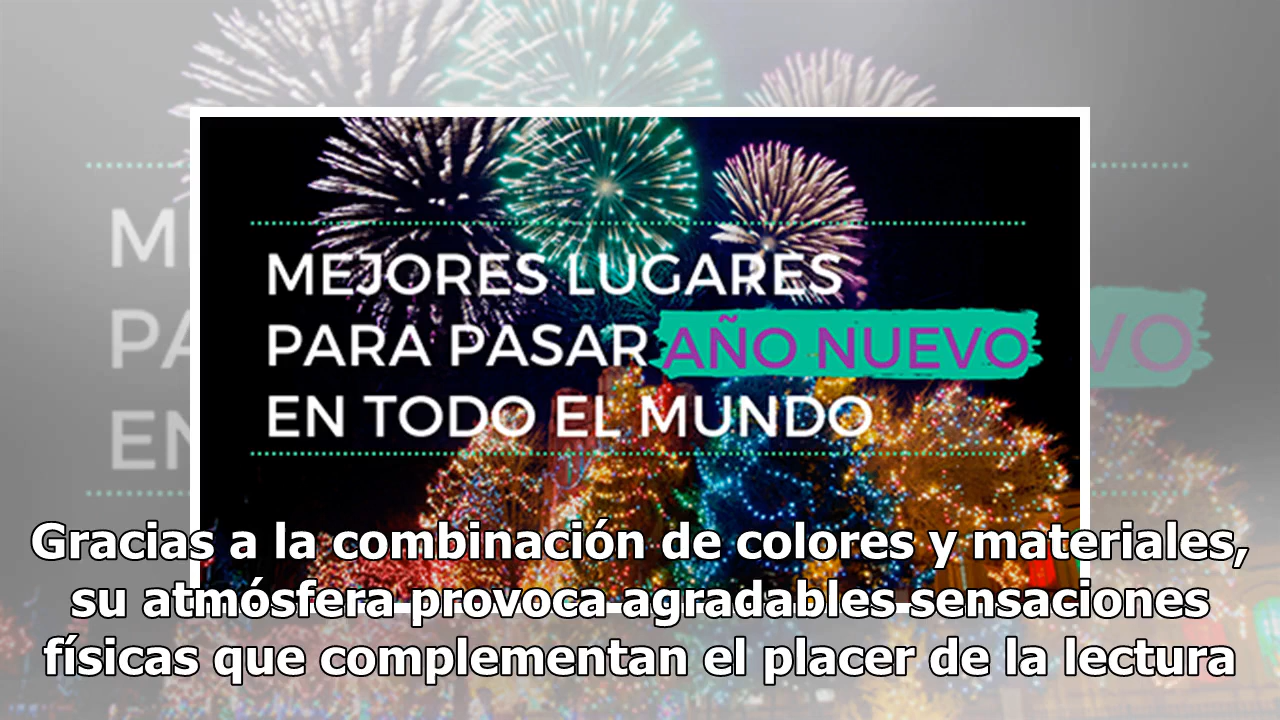 MEJORES LUGARES
PARA PASAR AÑO NUEVO
EN TODO EL MUNDO
Gracias a la combinación de colores y materiales,
su atmósfera provoca agradables sensaciones
físicas que complementan el placer de la lectura